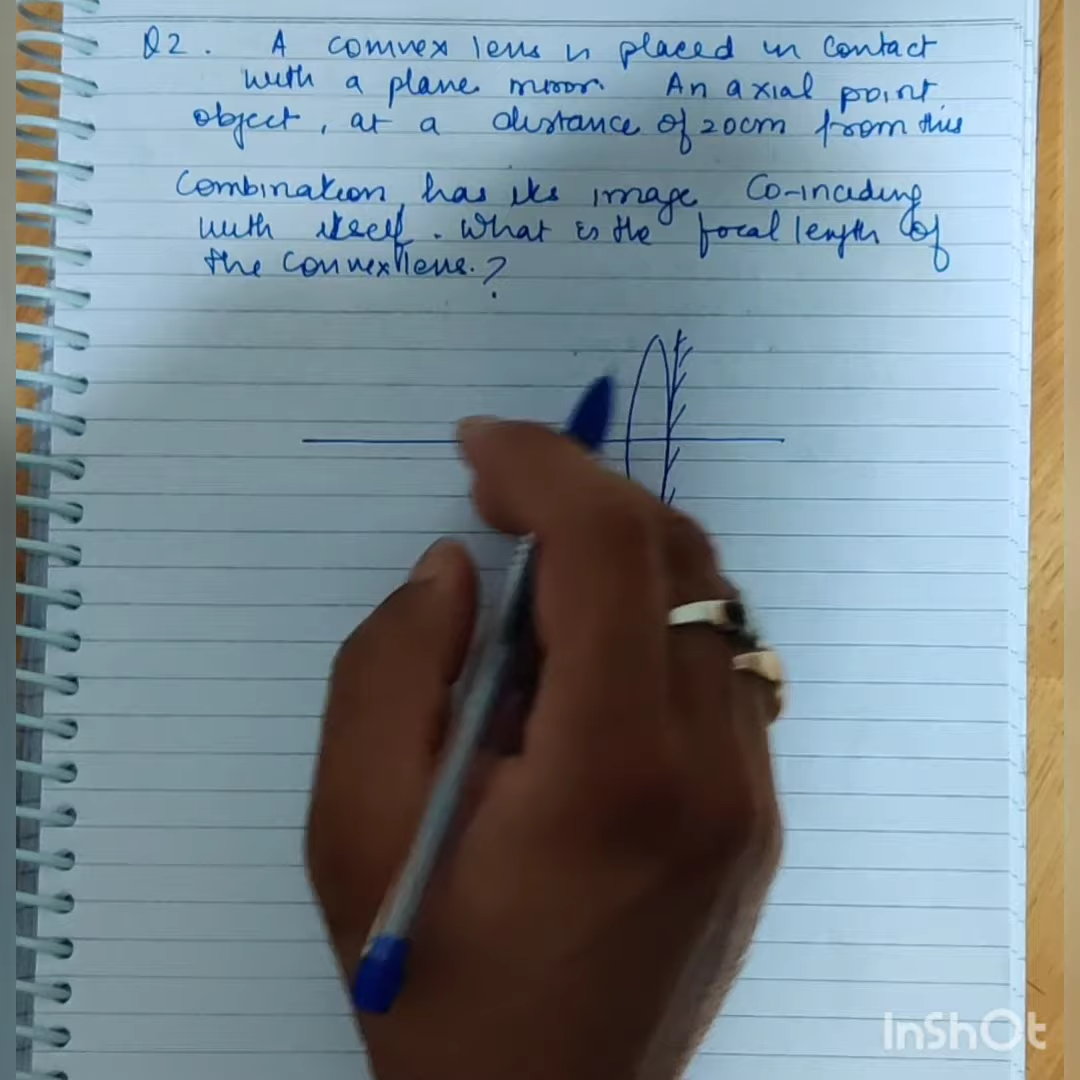 Q2. A convex lens is placed in contact
with a plane mirror. An axial point
object, at a distance of 20cm from this
Combination, has its image Co-inciding
with itself. What is the focal length of
the convex lens.?
InShOt